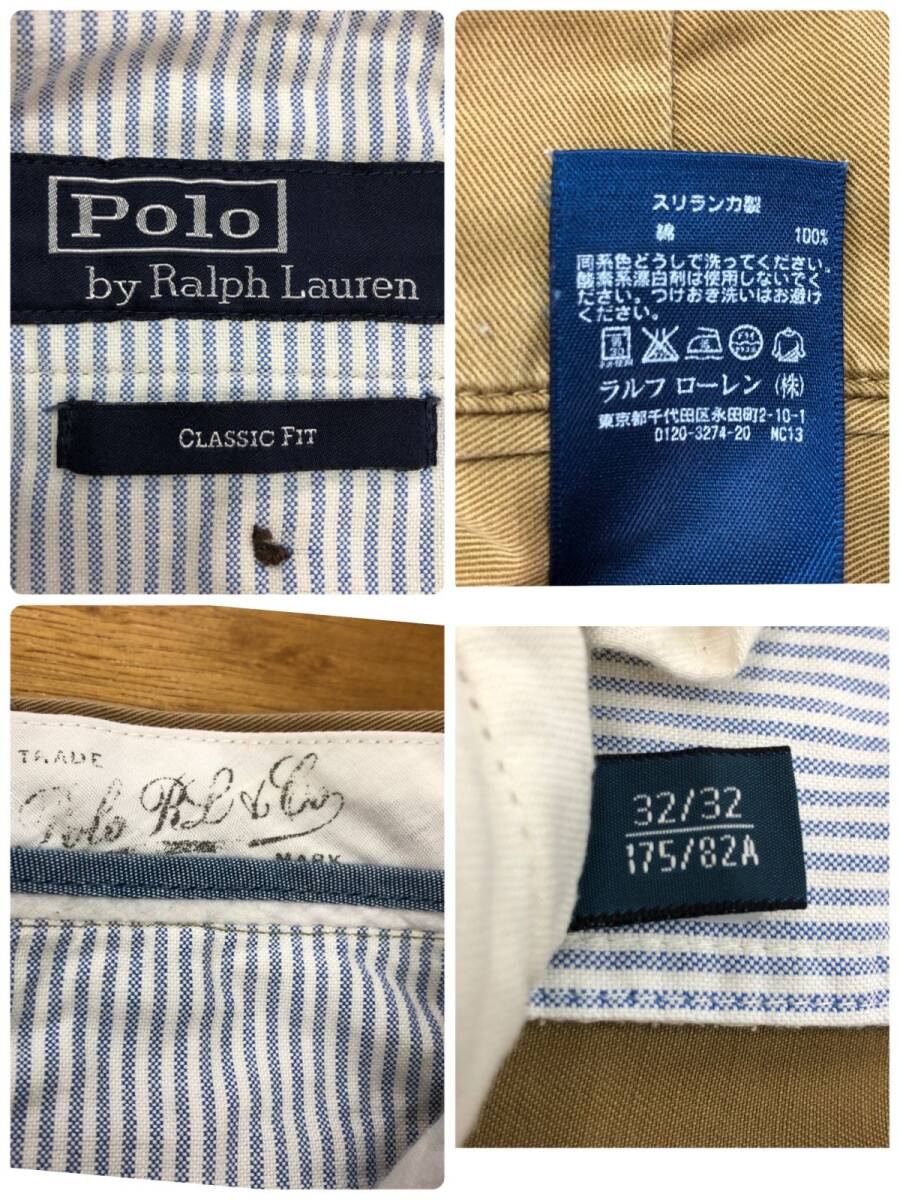 Polo
by Ralph Lauren
CLASSIC FIT
スリランカ製
綿 100%
同系色どうしで洗ってください。
酸素系漂白剤は使用しないでくだ
さい。つけおき洗いはお避け
ください。
ラルフ ローレン (株)
東京都千代田区永田町2-10-1
0120-3274-20 MC13
TRADE
Polo RL & Co.
MARK
32/32
175/82A